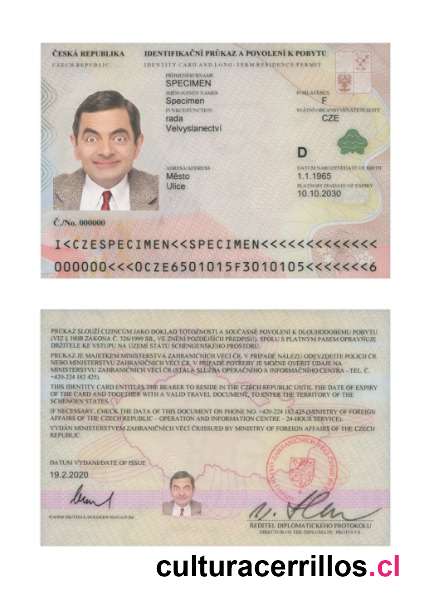 ČESKÁ REPUBLIKA
IDENTIFIKAČNÍ PRŮKAZ A POVOLENÍ K POBYTU
CZECH REPUBLIC
IDENTITY CARD AND LONG-TERM RESIDENCE PERMIT
PŘÍJMENÍ/SURNAME
SPECIMEN
JMÉNO/GIVEN NAMES
Specimen
POHLAVÍ/SEX
F
FUNKCE/FUNCTION
rada
Velvyslanectví
CZE
D
ADRESA/ADDRESS
Město
Ulice
DATUM NAROZENÍ/DATE OF BIRTH
1.1.1965
PLATNOST DO/DATE OF EXPIRY
10.10.2030
Č./No. 000000
I<CZESPECIMEN<<SPECIMEN<<<<<<<<<<<<<
000000<<<0CZE6501015F3010105<<<<<<<6
PRŮKAZ SLOUŽÍ CIZINCŮM JAKO DOKLAD TOTOŽNOSTI A SOUČASNĚ POVOLENÍ K DLOUHODOBÉMU POBYTU
ZÁKONA Č. 326/1999 SB., VE ZNĚNÍ POZDĚJŠÍCH PŘEDPISŮ). SPOLU S PLATNÝM PASEM OPRAVŇUJE
DRŽITELE KE VSTUPU NA ÚZEMÍ STÁTŮ SCHENGENSKÉHO PROSTORU.
PRŮKAZ JE MAJETKEM MINISTERSTVA ZAHRANIČNÍCH VĚCÍ ČR. V PŘÍPADĚ NÁLEZU ODEVZDEJTE POLICII ČR
NEBO MINISTERSTVU ZAHRANIČNÍCH VĚCÍ ČR. V PŘÍPADĚ POTŘEBY JE MOŽNÉ OVĚŘIT ÚDAJE NA
MINISTERSTVU ZAHRANIČNÍCH VĚCÍ ČR (STÁLÁ SLUŽBA OPERAČNÍHO A INFORMAČNÍHO CENTRA - TEL. Č.
+420-224 182 425).
THIS IDENTITY CARD ENTITLES THE BEARER TO RESIDE IN THE CZECH REPUBLIC UNTIL THE DATE OF EXPIRY
OF THE CARD AND TOGETHER WITH A VALID TRAVEL DOCUMENT, TO ENTER THE TERRITORY OF THE
SCHENGEN STATES.
IF NECESSARY, CHECK THE DATA OF THIS DOCUMENT ON PHONE NO. +420-224 182 425 (MINISTRY OF FOREIGN
AFFAIRS OF THE CZECH REPUBLIC - OPERATION AND INFORMATION CENTRE - 24-HOUR SERVICE).
VYDÁN MINISTERSTVEM ZAHRANIČNÍCH VĚCÍ ČR/ISSUED BY MINISTRY OF FOREIGN AFFAIRS OF THE CZECH
REPUBLIC.
DATUM VYDÁNÍ/DATE OF ISSUE
19.2.2020
ŘEDITEL DIPLOMATICKÉHO PROTOKOLU
DIRECTOR OF THE DIPLOMATIC PROTOCOL
culturacerrillos.cl